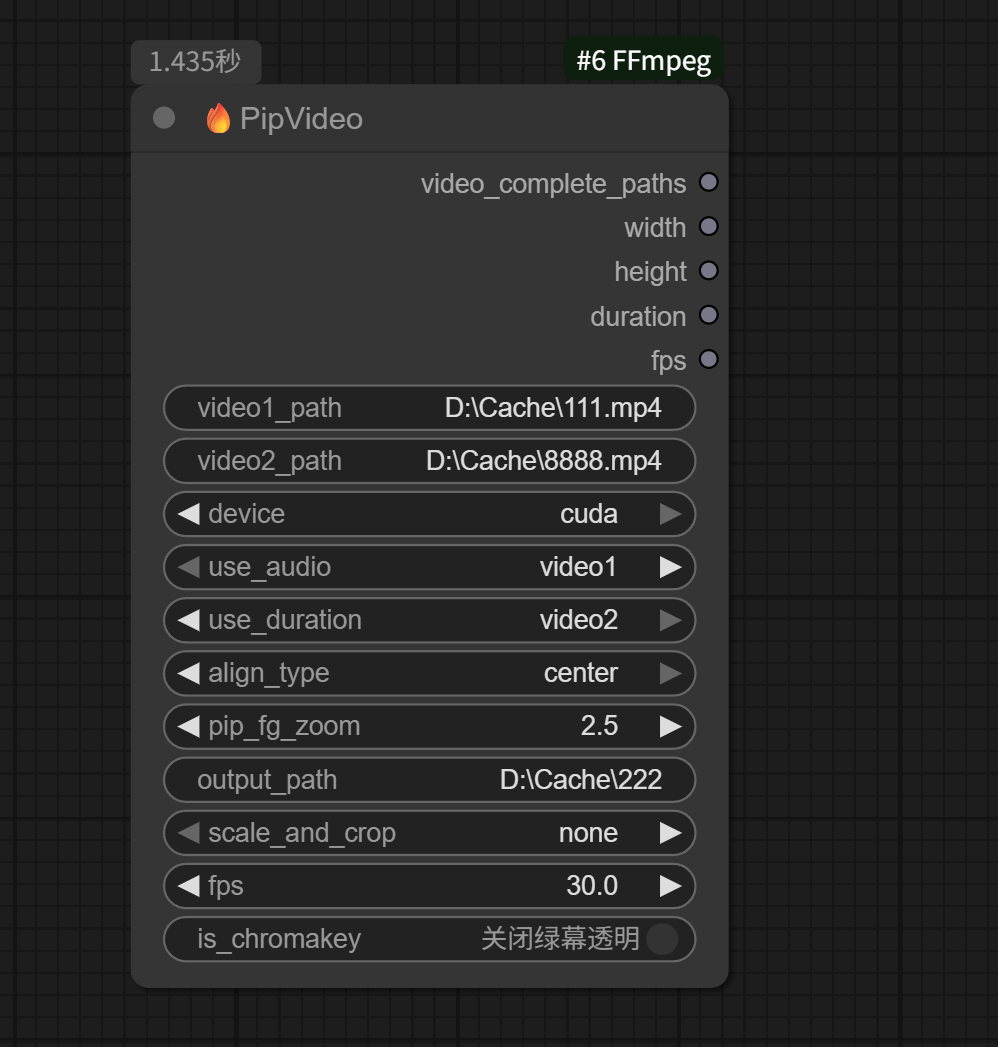 1.435秒 #6 FFmpeg
🔥 PipVideo
video_complete_paths
width
height
duration
fps
video1_path D:\Cache\111.mp4
video2_path D:\Cache\8888.mp4
device cuda
use_audio video1
use_duration video2
align_type center
pip_fg_zoom 2.5
output_path D:\Cache\222
scale_and_crop none
fps 30.0
is_chromakey 关闭绿幕透明